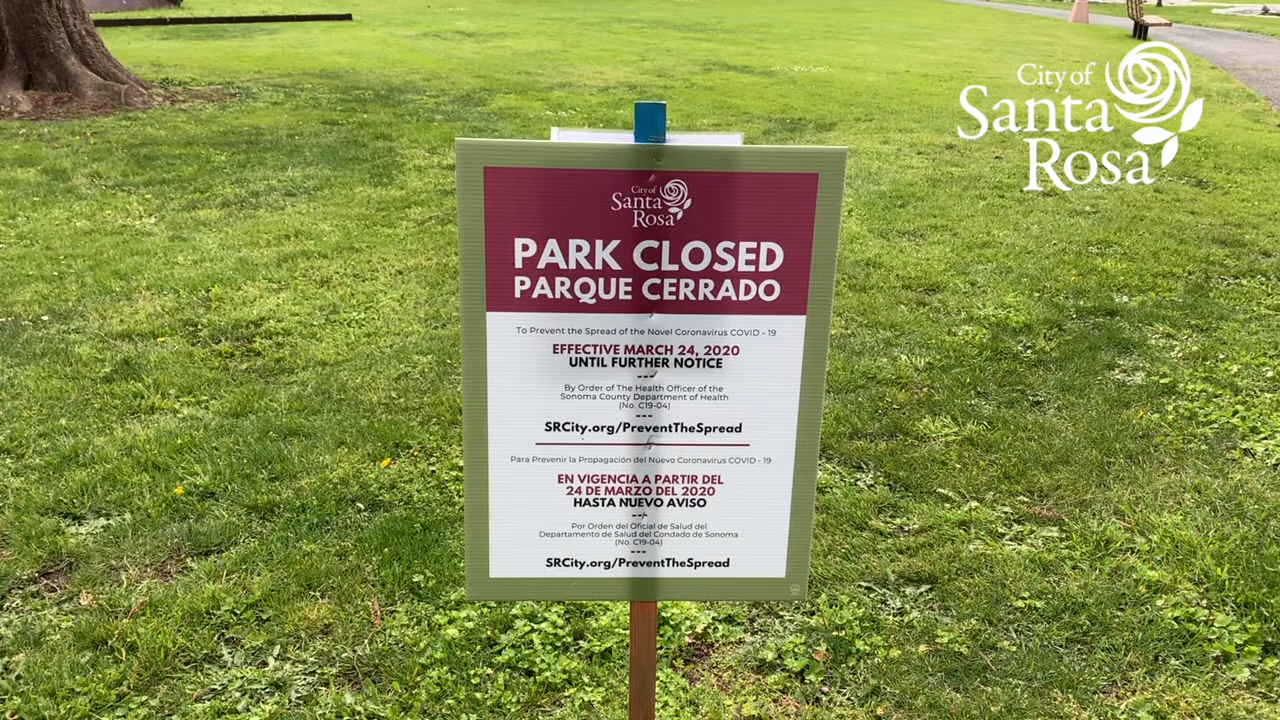 City of
Santa
Rosa
City of
Santa
Rosa
PARK CLOSED
PARQUE CERRADO
To Prevent the Spread of the Novel Coronavirus COVID - 19
EFFECTIVE MARCH 24, 2020
UNTIL FURTHER NOTICE
---
By Order of The Health Officer of the
Sonoma County Department of Health
(No. C19-04)
---
SRCity.org/PreventTheSpread
Para Prevenir la Propagación del Nuevo Coronavirus COVID - 19
EN VIGENCIA A PARTIR DEL
24 DE MARZO DEL 2020
HASTA NUEVO AVISO
---
Por Orden del Oficial de Salud del
Departamento de Salud del Condado de Sonoma
(No. C19-04)
---
SRCity.org/PreventTheSpread